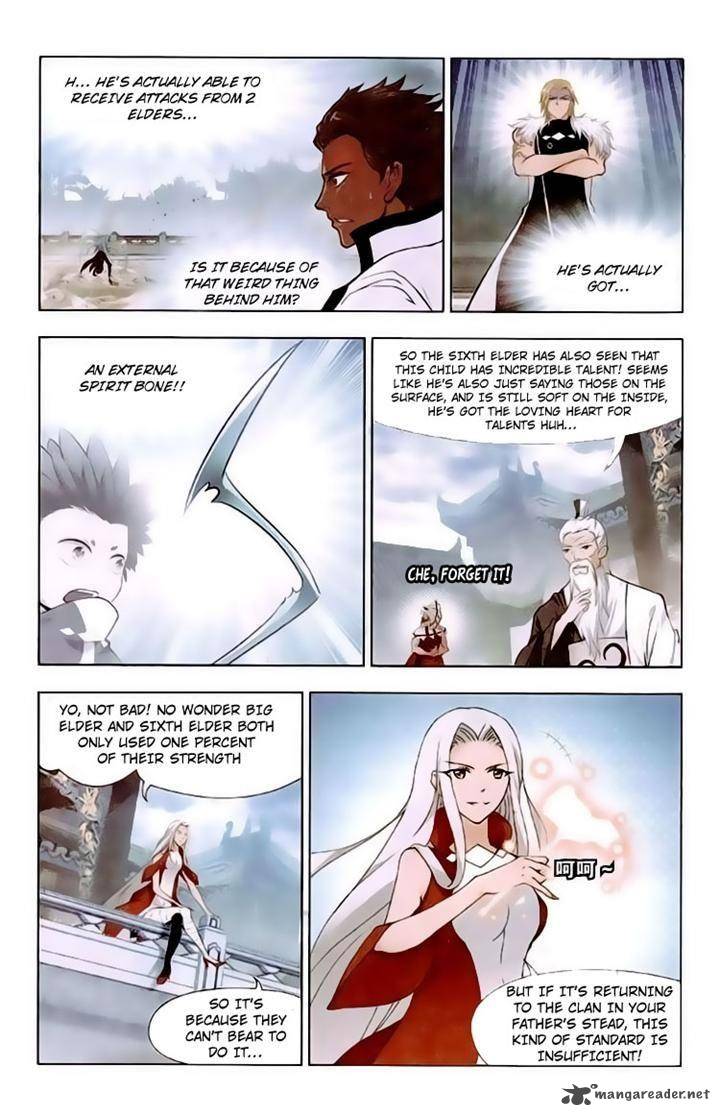 H... HE'S ACTUALLY ABLE TO
RECEIVE ATTACKS FROM 2
ELDERS...
IS IT BECAUSE OF
THAT WEIRD THING
BEHIND HIM?
HE'S ACTUALLY
GOT...
AN EXTERNAL
SPIRIT BONE!!
SO THE SIXTH ELDER HAS ALSO SEEN THAT
THIS CHILD HAS INCREDIBLE TALENT! SEEMS
LIKE HE'S ALSO JUST SAYING THOSE ON THE
SURFACE, AND IS STILL SOFT ON THE INSIDE,
HE'S GOT THE LOVING HEART FOR
TALENTS HUH...
CHE, FORGET IT!
YO, NOT BAD! NO WONDER BIG
ELDER AND SIXTH ELDER BOTH
ONLY USED ONE PERCENT
OF THEIR STRENGTH
SO IT'S
BECAUSE THEY
CAN'T BEAR TO
DO IT...
呵呵~
BUT IF IT'S RETURNING
TO THE CLAN IN YOUR
FATHER'S STEAD, THIS
KIND OF STANDARD IS
INSUFFICIENT!
mangareader.net